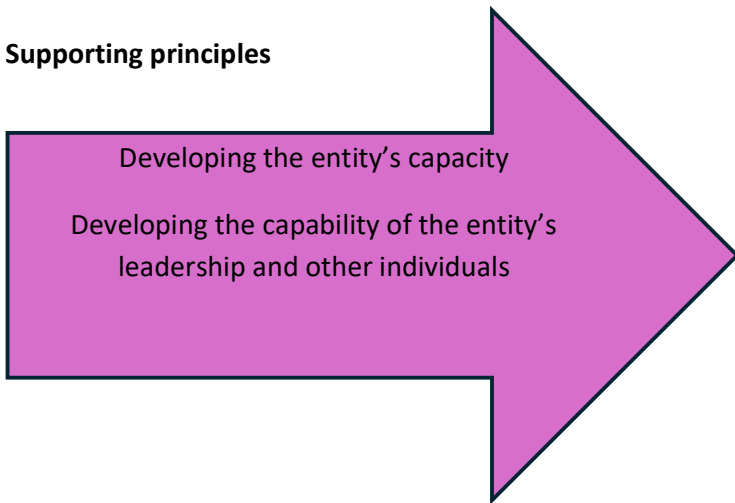 Supporting principles
Developing the entity’s capacity
Developing the capability of the entity’s
leadership and other individuals